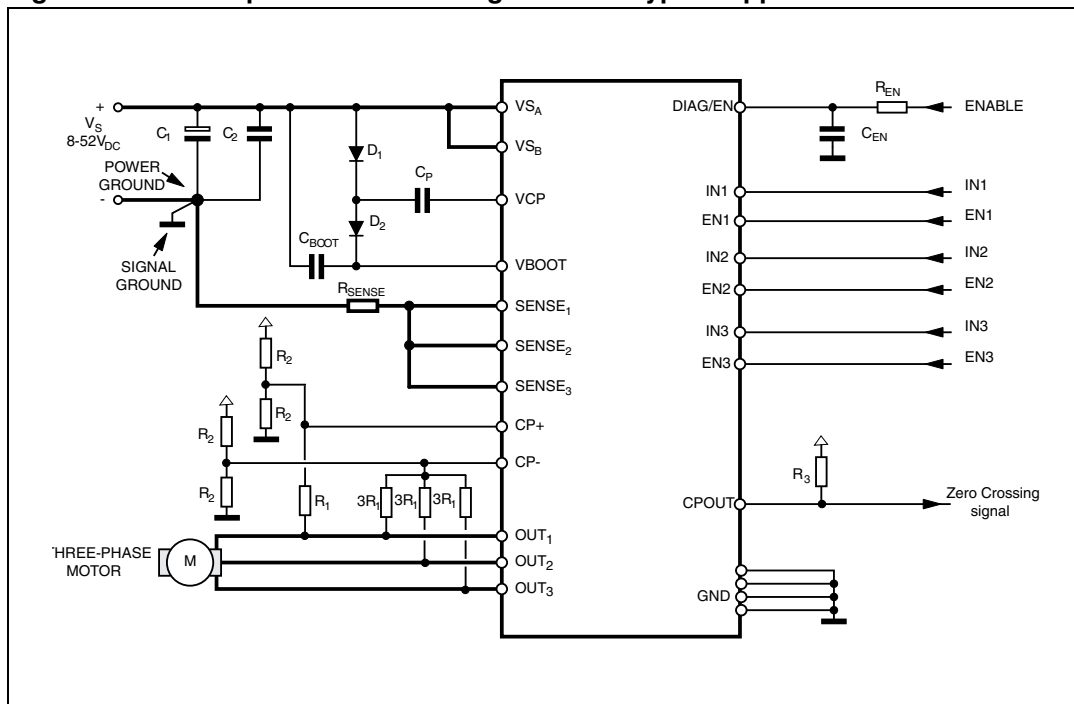 +
V_S
8-52V_DC
-
POWER
GROUND
SIGNAL
GROUND
C_1
C_2
D_1
D_2
C_P
C_BOOT
R_SENSE
R_2
R_2
R_2
R_2
R_1
3R_1 3R_1 3R_1
HREE-PHASE
MOTOR
M
VS_A
VS_B
VCP
VBOOT
SENSE_1
SENSE_2
SENSE_3
CP+
CP-
OUT_1
OUT_2
OUT_3
DIAG/EN
IN1
EN1
IN2
EN2
IN3
EN3
CPOUT
GND
R_EN
ENABLE
C_EN
IN1
EN1
IN2
EN2
IN3
EN3
R_3
Zero Crossing
signal